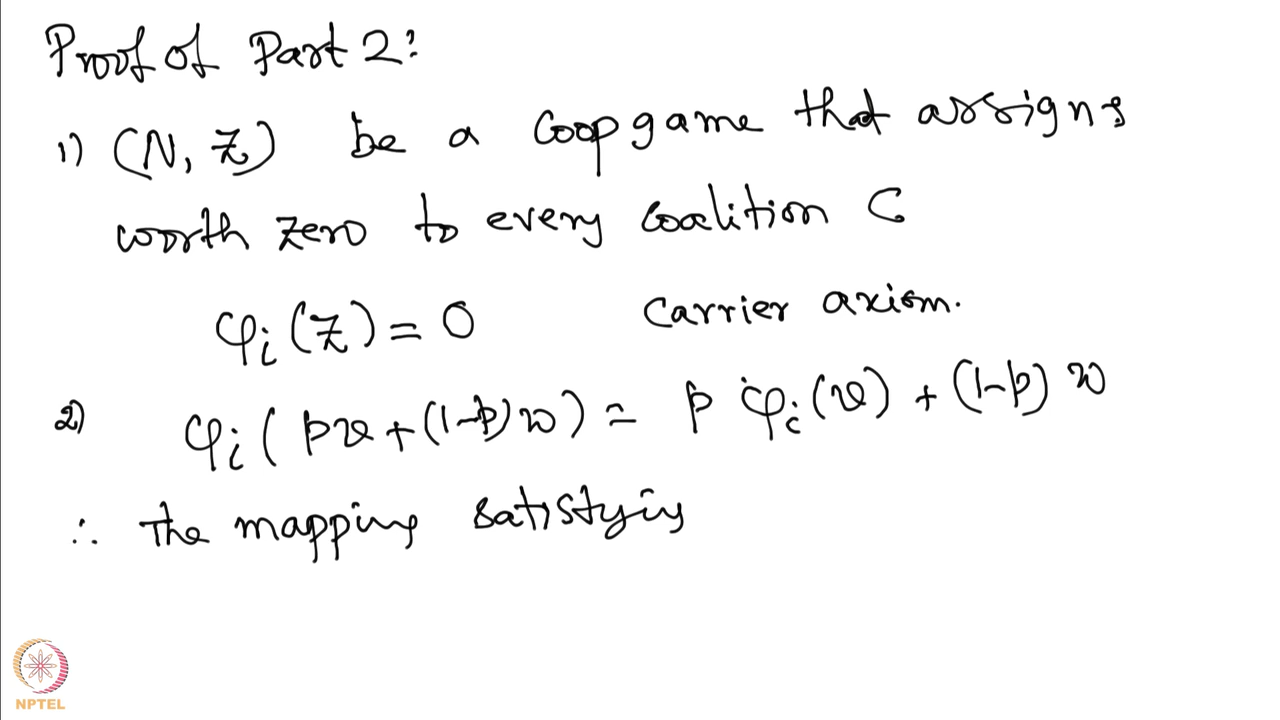 Proof of Part 2:
1) (N, Z) be a Coop game that assigns
worth zero to every coalition C
φᵢ(Z) = 0 Carrier axiom.
2) φᵢ(pv + (1-p)w) = p φᵢ(v) + (1-p) w
∴ The mapping satistying
NPTEL